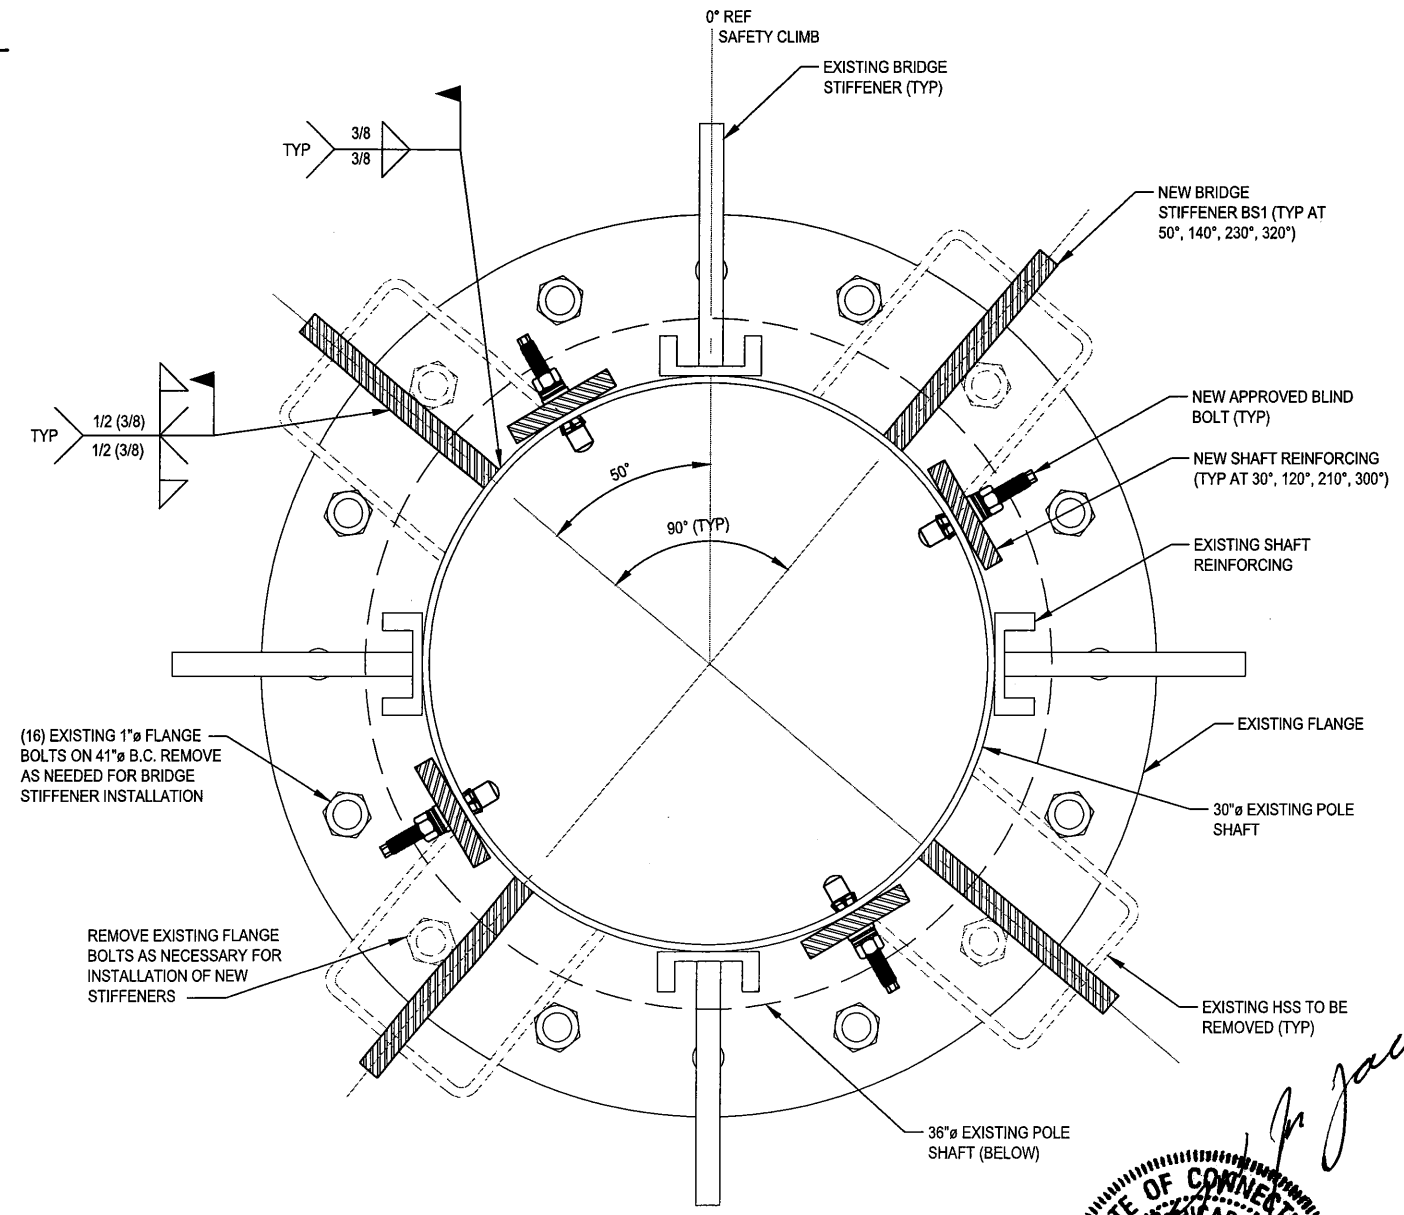 0° REF
SAFETY CLIMB
EXISTING BRIDGE
STIFFENER (TYP)
TYP
3/8
3/8
NEW BRIDGE
STIFFENER BS1 (TYP AT
50°, 140°, 230°, 320°)
TYP
1/2 (3/8)
1/2 (3/8)
NEW APPROVED BLIND
BOLT (TYP)
50°
90° (TYP)
NEW SHAFT REINFORCING
(TYP AT 30°, 120°, 210°, 300°)
EXISTING SHAFT
REINFORCING
(16) EXISTING 1"ø FLANGE
BOLTS ON 41"ø B.C. REMOVE
AS NEEDED FOR BRIDGE
STIFFENER INSTALLATION
EXISTING FLANGE
30"ø EXISTING POLE
SHAFT
REMOVE EXISTING FLANGE
BOLTS AS NECESSARY FOR
INSTALLATION OF NEW
STIFFENERS
EXISTING HSS TO BE
REMOVED (TYP)
36"ø EXISTING POLE
SHAFT (BELOW)
OF